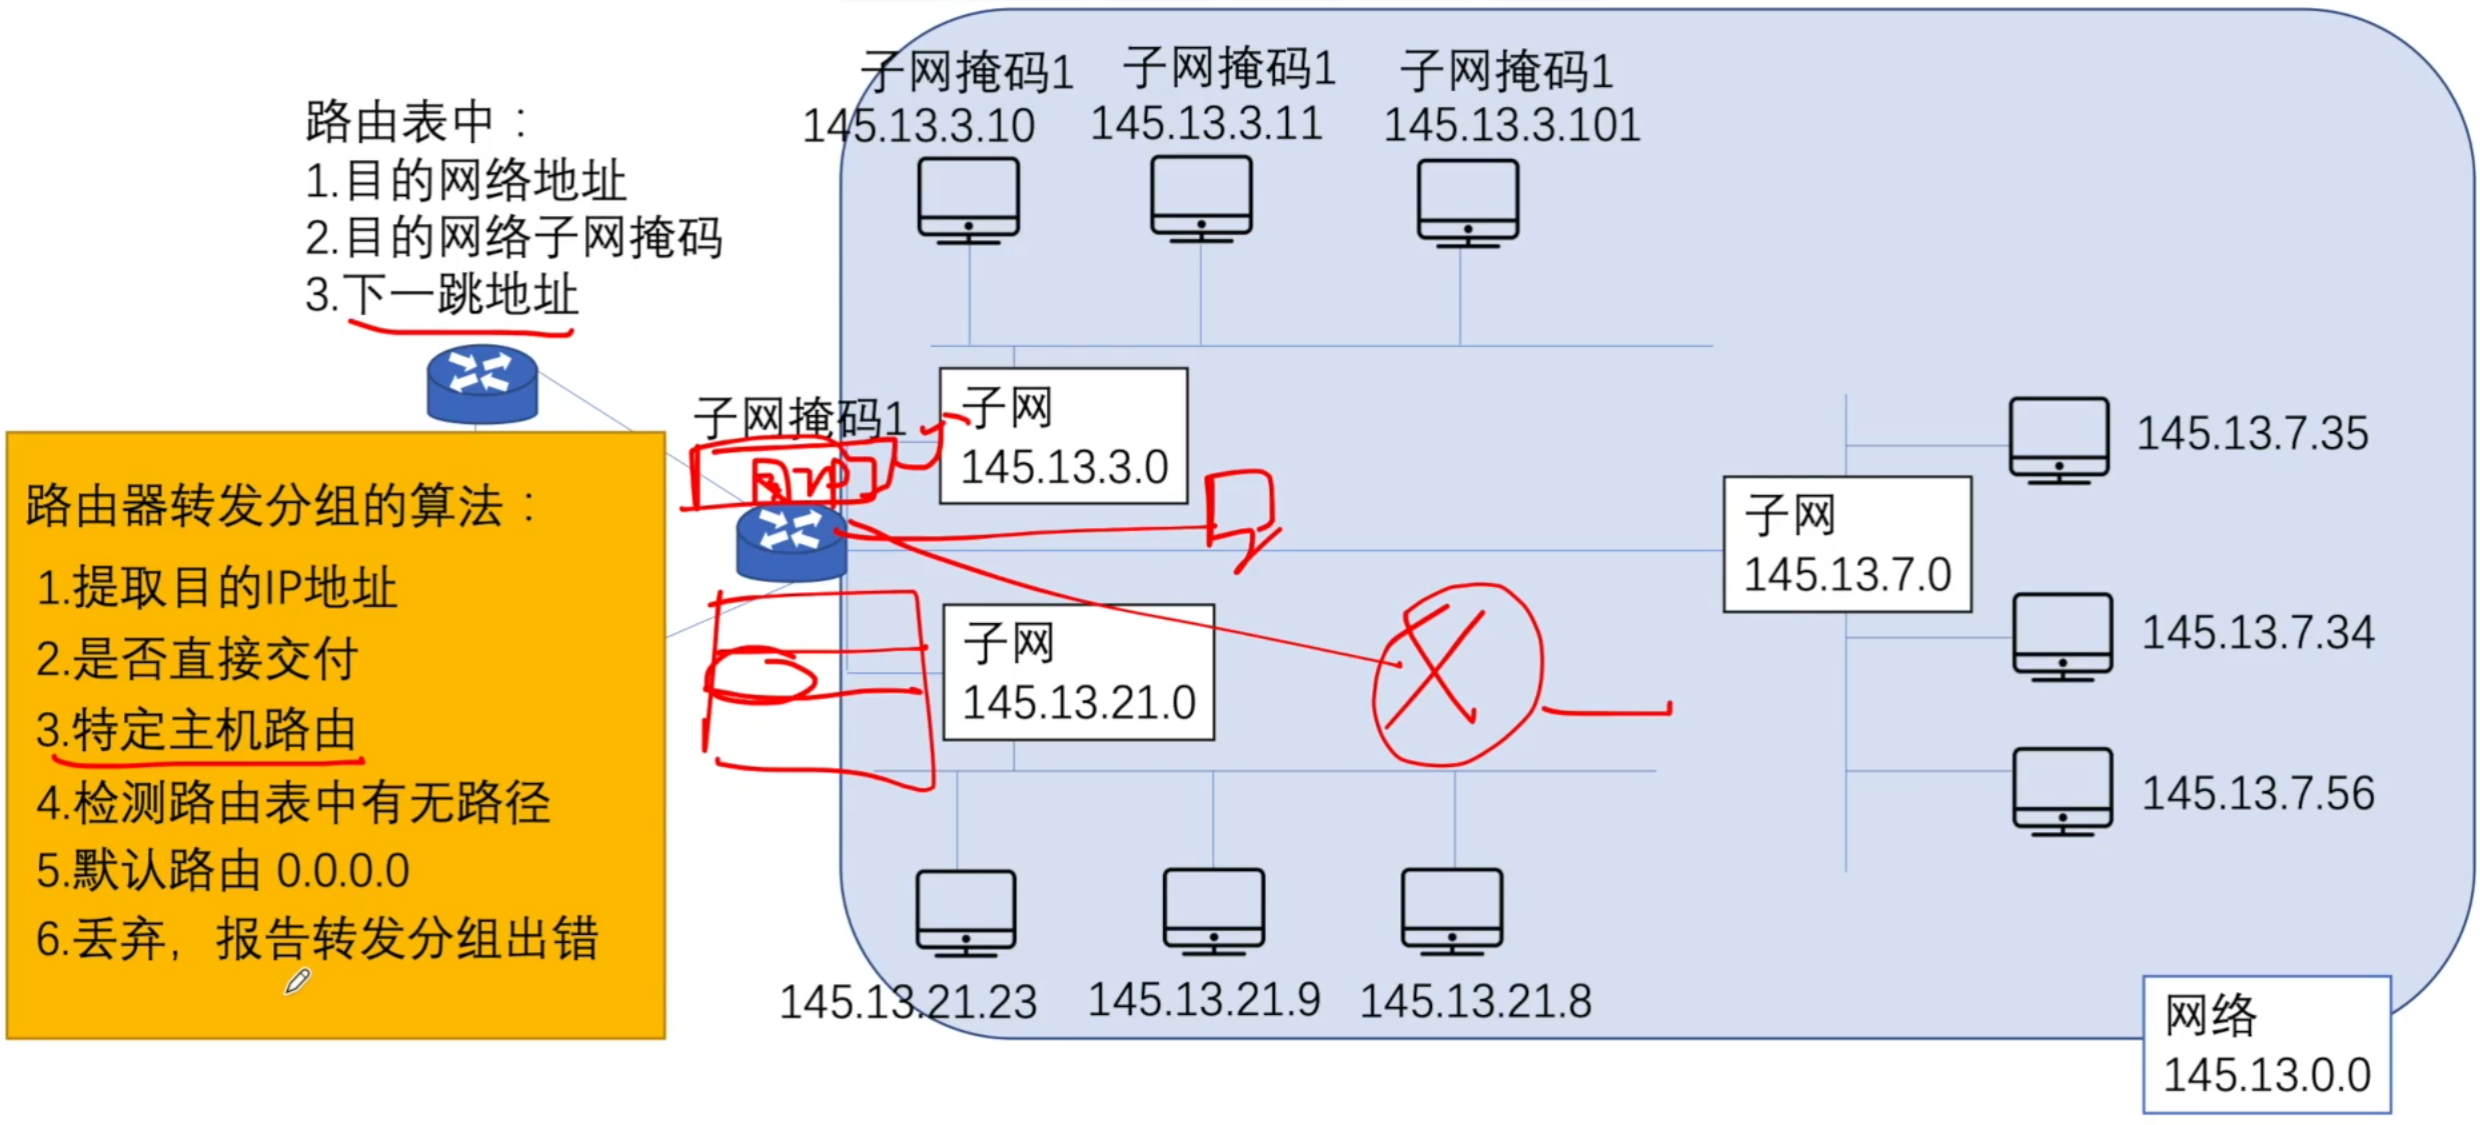 路由表中：
1.目的网络地址
2.目的网络子网掩码
3.下一跳地址
路由器转发分组的算法：
1.提取目的IP地址
2.是否直接交付
3.特定主机路由
4.检测路由表中有无路径
5.默认路由 0.0.0.0
6.丢弃，报告转发分组出错
子网掩码1
145.13.3.10
子网掩码1
145.13.3.11
子网掩码1
145.13.3.101
子网掩码1
子网
145.13.3.0
子网
145.13.21.0
子网
145.13.7.0
145.13.7.35
145.13.7.34
145.13.7.56
145.13.21.23
145.13.21.9
145.13.21.8
网络
145.13.0.0